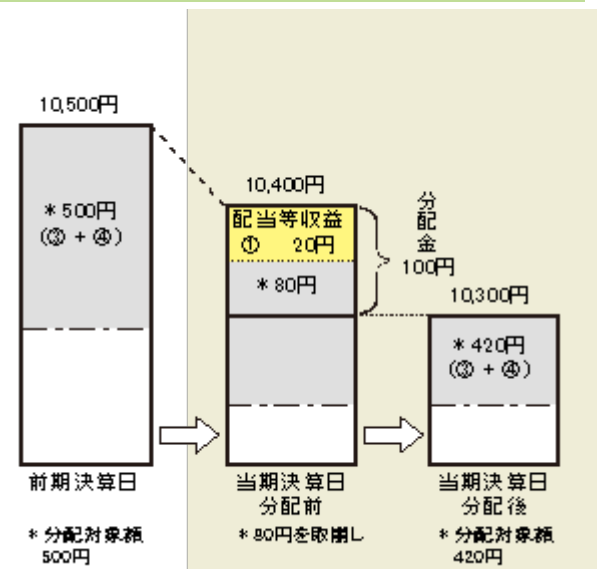 10,500円
*500円
(③ + ④)
前期決算日
*分配対象額
500円
10,400円
配当等収益
① 20円
*80円
分配金
100円
当期決算日
分配前
*80円を取崩し
10,300円
*420円
(③ + ④)
当期決算日
分配後
*分配対象額
420円